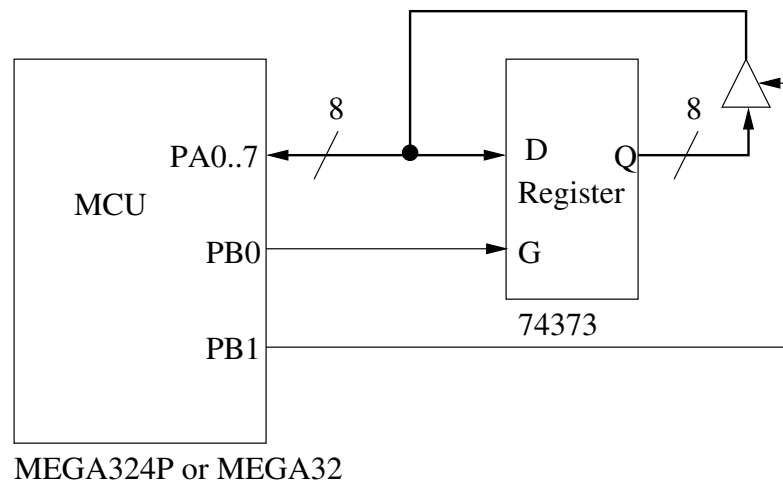 8
8
PA0..7
D
Q
MCU
Register
PB0
G
74373
PB1
MEGA324P or MEGA32